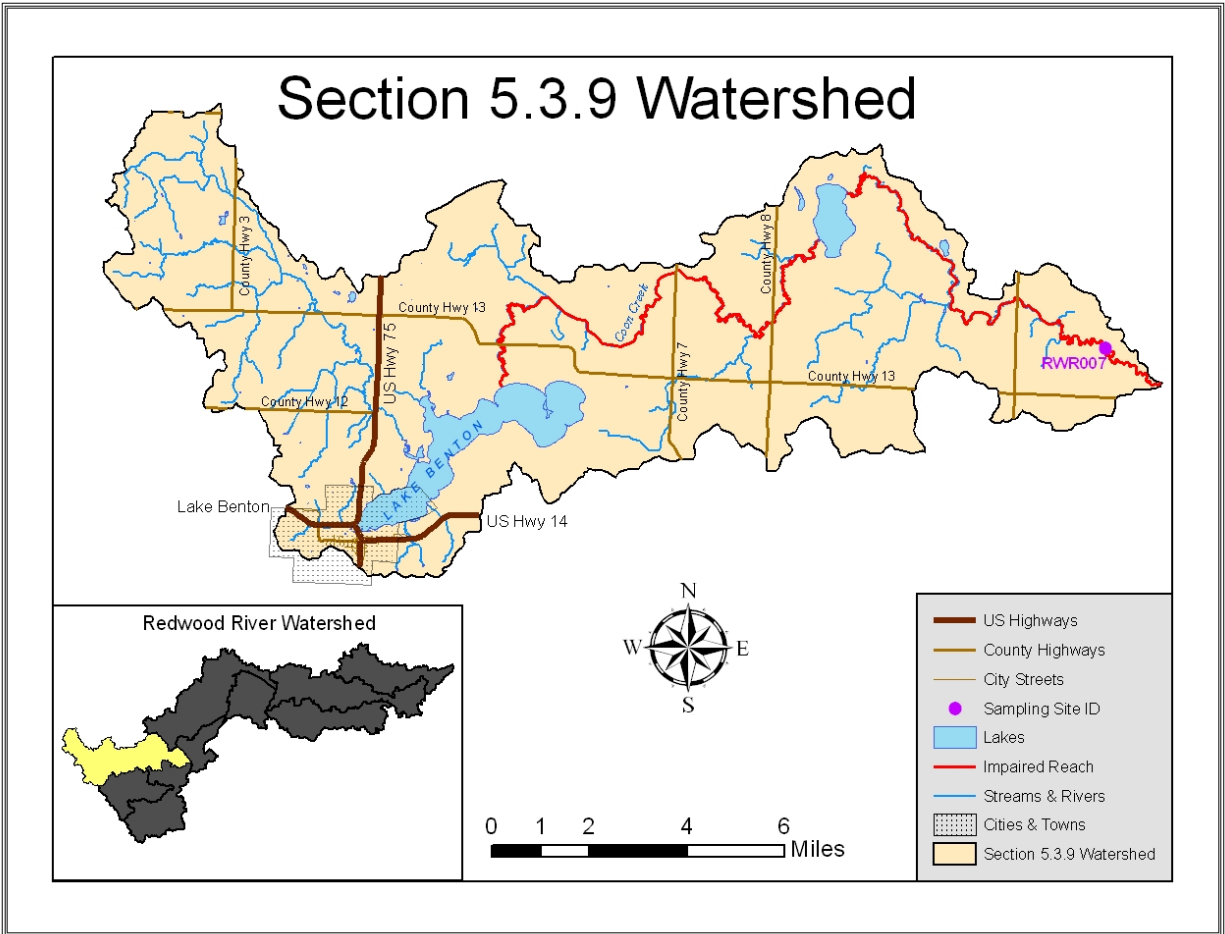 Section 5.3.9 Watershed
County Hwy 3
County Hwy 8
Coon Creek
County Hwy 13
US Hwy 75
RWR007
County Hwy 7
County Hwy 13
County Hwy 12
LAKE BENTON
Lake Benton
US Hwy 14
Redwood River Watershed
N
W
E
S
US Highways
County Highways
City Streets
Sampling Site ID
Lakes
Impaired Reach
Streams & Rivers
Cities & Towns
Section 5.3.9 Watershed
0 1 2 4 6
Miles